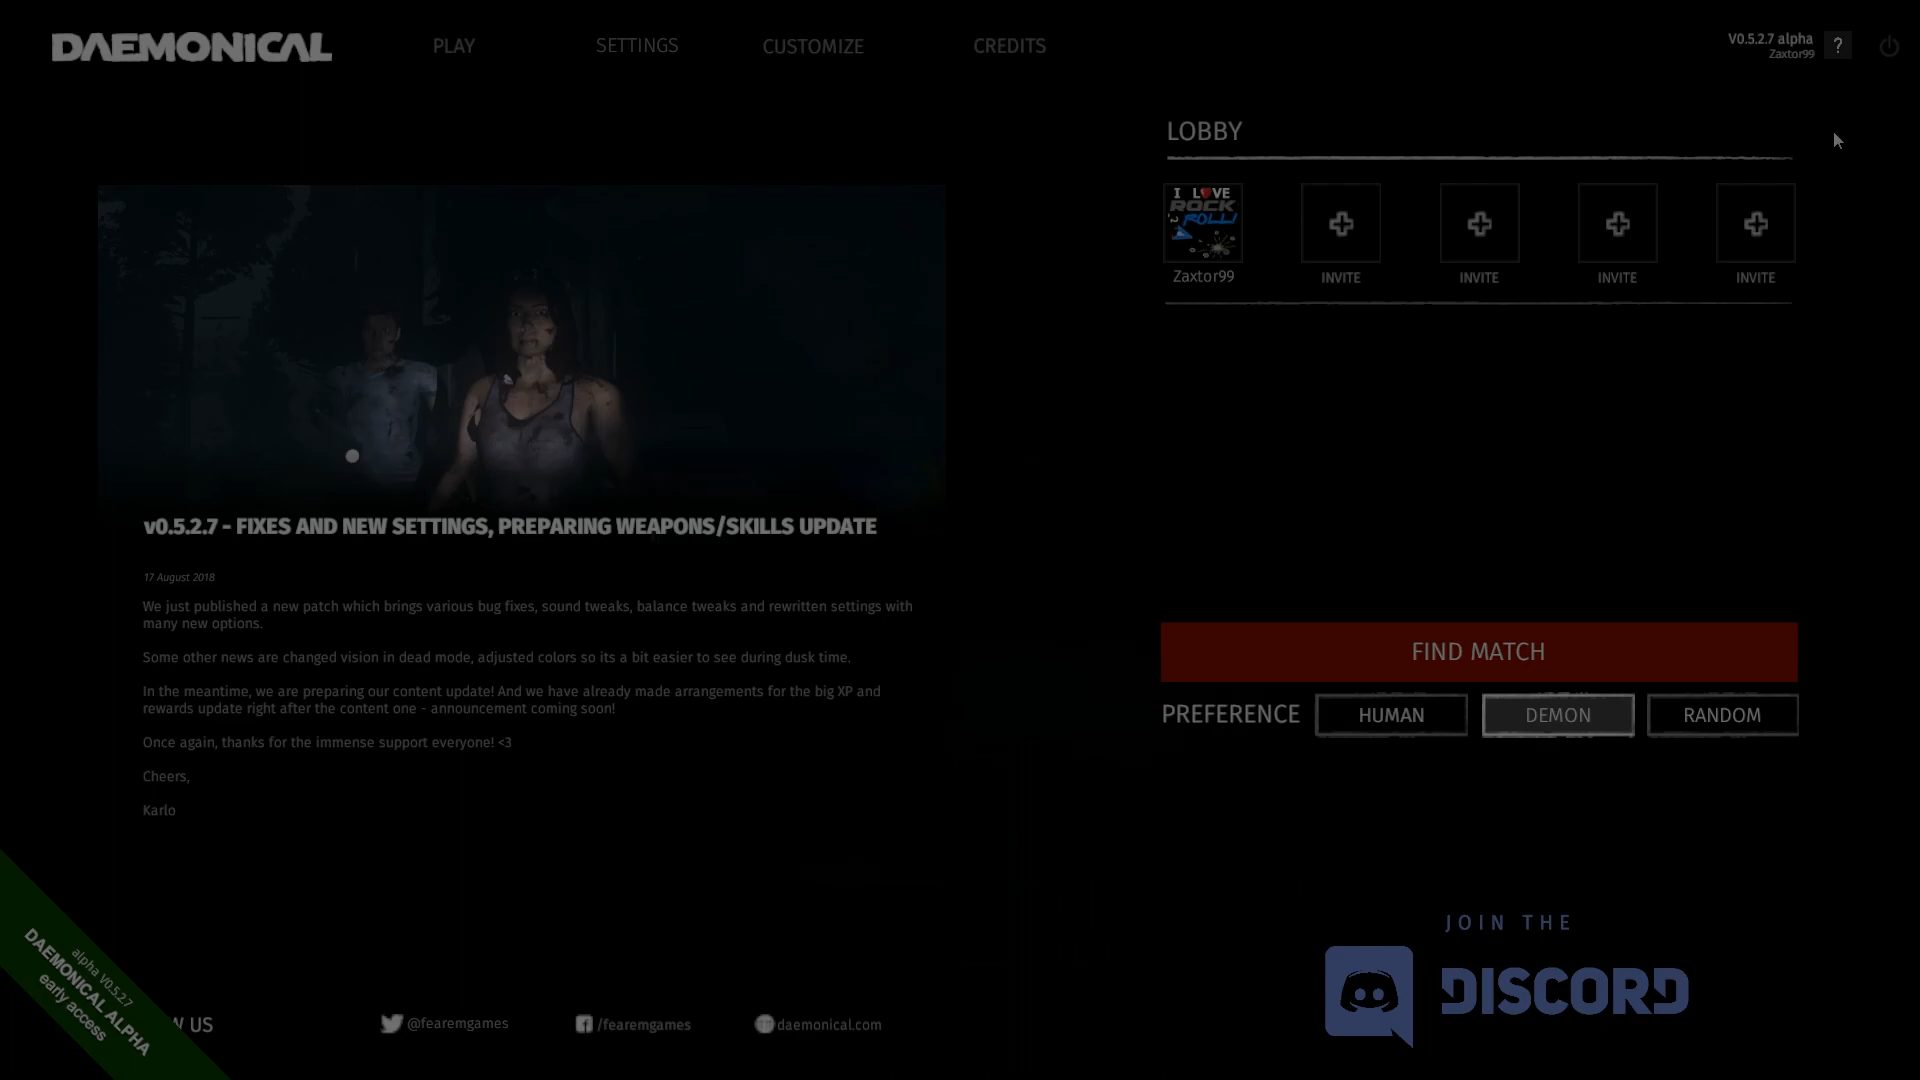 DAEMONICAL
PLAY
SETTINGS
CUSTOMIZE
CREDITS
V0.5.2.7 alpha
Zaxtor99
?
LOBBY
I LOVE
ROCK
ROLL!
Zaxtor99
INVITE
INVITE
INVITE
INVITE
v0.5.2.7 - FIXES AND NEW SETTINGS, PREPARING WEAPONS/SKILLS UPDATE
17 August 2018
We just published a new patch which brings various bug fixes, sound tweaks, balance tweaks and rewritten settings with
many new options.
Some other news are changed vision in dead mode, adjusted colors so its a bit easier to see during dusk time.
In the meantime, we are preparing our content update! And we have already made arrangements for the big XP and
rewards update right after the content one - announcement coming soon!
Once again, thanks for the immense support everyone! <3
Cheers,
Karlo
FIND MATCH
PREFERENCE
HUMAN
DEMON
RANDOM
JOIN THE
DISCORD
alpha V0.5.2.7
DAEMONICAL ALPHA
early access
W US
@fearemgames
/fearemgames
daemonical.com